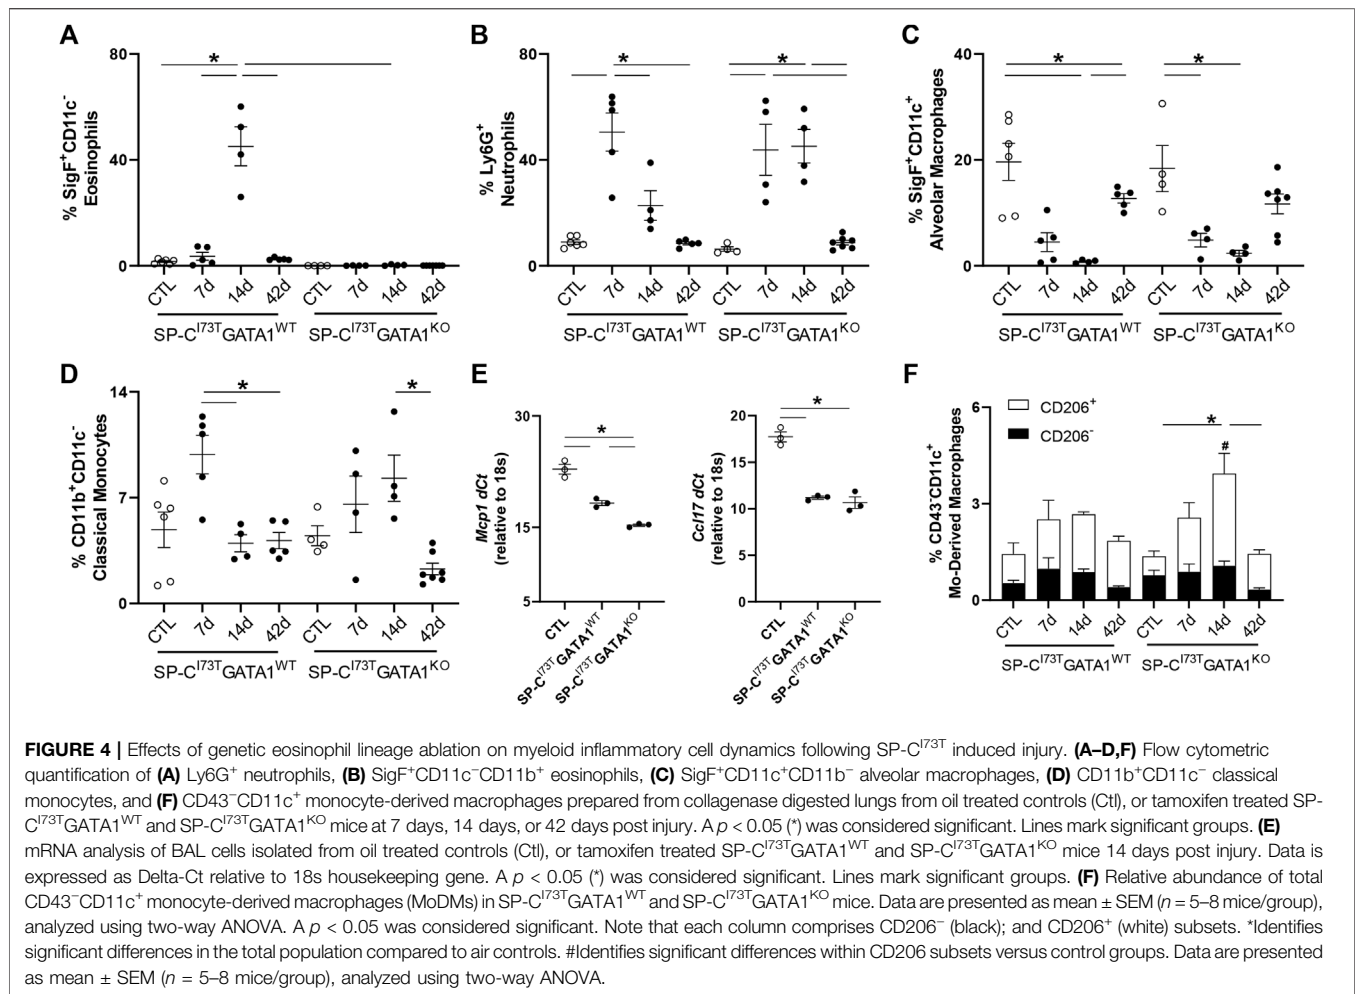 A
80
40
0
% SigF+CD11c-
Eosinophils
*
CTL 7d 14d 42d CTL 7d 14d 42d
SP-CI73TGATA1WT SP-CI73TGATA1KO
B
80
40
0
% Ly6G+
Neutrophils
* *
CTL 7d 14d 42d CTL 7d 14d 42d
SP-CI73TGATA1WT SP-CI73TGATA1KO
C
40
20
0
% SigF+CD11c+
Alveolar Macrophages
* *
CTL 7d 14d 42d CTL 7d 14d 42d
SP-CI73TGATA1WT SP-CI73TGATA1KO
D
14
7
0
% CD11b+CD11c-
Classical Monocytes
* *
CTL 7d 14d 42d CTL 7d 14d 42d
SP-CI73TGATA1WT SP-CI73TGATA1KO
E
30
15
5
Mcp1 dCt
(relative to 18s)
*
CTL
SP-CI73TGATA1WT
SP-CI73TGATA1KO
20
15
10
5
0
Ccl17 dCt
(relative to 18s)
*
CTL
SP-CI73TGATA1WT
SP-CI73TGATA1KO
F
6
3
0
% CD43-CD11c+
Mo-Derived Macrophages
CD206+
CD206-
*
#
CTL 7d 14d 42d CTL 7d 14d 42d
SP-CI73TGATA1WT SP-CI73TGATA1KO
FIGURE 4 | Effects of genetic eosinophil lineage ablation on myeloid inflammatory cell dynamics following SP-CI73T induced injury. (A–D,F) Flow cytometric
quantification of (A) Ly6G+ neutrophils, (B) SigF+CD11c−CD11b+ eosinophils, (C) SigF+CD11c+CD11b− alveolar macrophages, (D) CD11b+CD11c− classical
monocytes, and (F) CD43−CD11c+ monocyte-derived macrophages prepared from collagenase digested lungs from oil treated controls (Ctl), or tamoxifen treated SP-
CI73TGATA1WT and SP-CI73TGATA1KO mice at 7 days, 14 days, or 42 days post injury. A p < 0.05 (*) was considered significant. Lines mark significant groups. (E)
mRNA analysis of BAL cells isolated from oil treated controls (Ctl), or tamoxifen treated SP-CI73TGATA1WT and SP-CI73TGATA1KO mice 14 days post injury. Data is
expressed as Delta-Ct relative to 18s housekeeping gene. A p < 0.05 (*) was considered significant. Lines mark significant groups. (F) Relative abundance of total
CD43−CD11c+ monocyte-derived macrophages (MoDMs) in SP-CI73TGATA1WT and SP-CI73TGATA1KO mice. Data are presented as mean ± SEM (n = 5–8 mice/group),
analyzed using two-way ANOVA. A p < 0.05 was considered significant. Note that each column comprises CD206− (black); and CD206+ (white) subsets. *Identifies
significant differences in the total population compared to air controls. #Identifies significant differences within CD206 subsets versus control groups. Data are presented
as mean ± SEM (n = 5–8 mice/group), analyzed using two-way ANOVA.